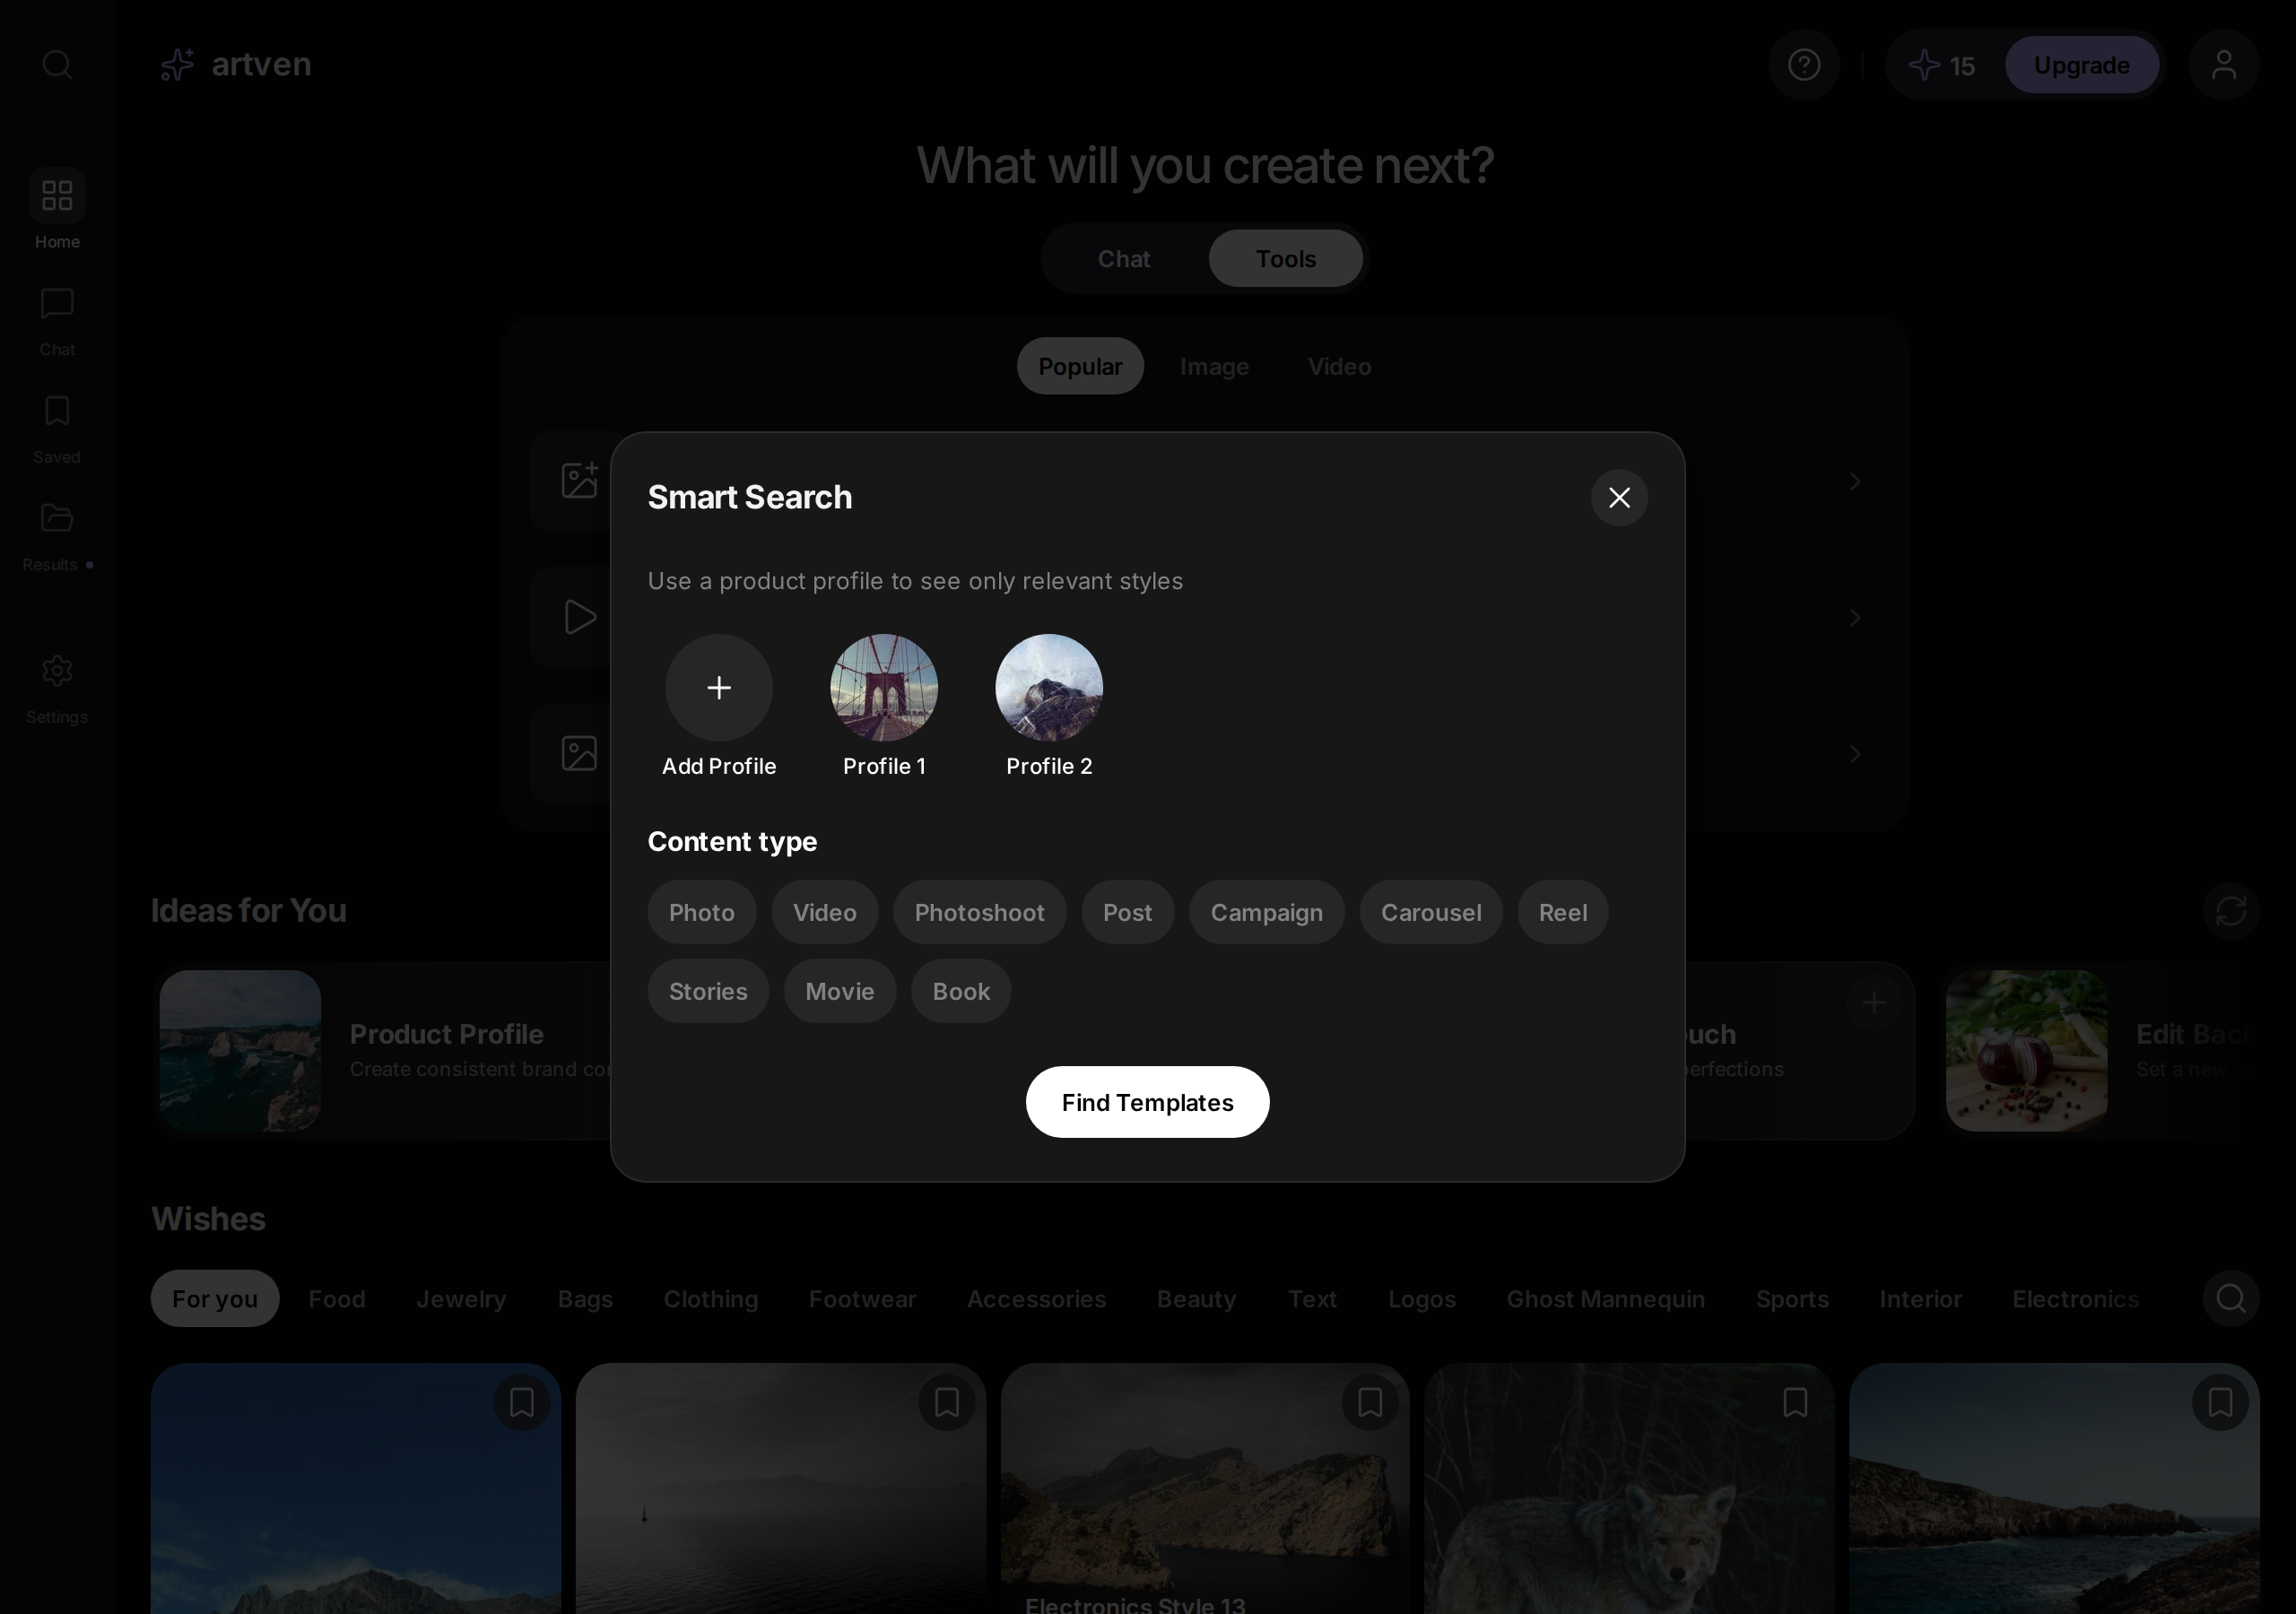 artven
15
Upgrade
What will you create next?
Chat
Tools
Home
Chat
Saved
Results
Settings
Popular
Image
Video
Smart Search
Use a product profile to see only relevant styles
Add Profile
Profile 1
Profile 2
Content type
Photo
Video
Photoshoot
Post
Campaign
Carousel
Reel
Stories
Movie
Book
Find Templates
Ideas for You
Product Profile
Create consistent brand
Edit
Set a new
Wishes
For you
Food
Jewelry
Bags
Clothing
Footwear
Accessories
Beauty
Text
Logos
Ghost Mannequin
Sports
Interior
Electronics
Electronics Style 13